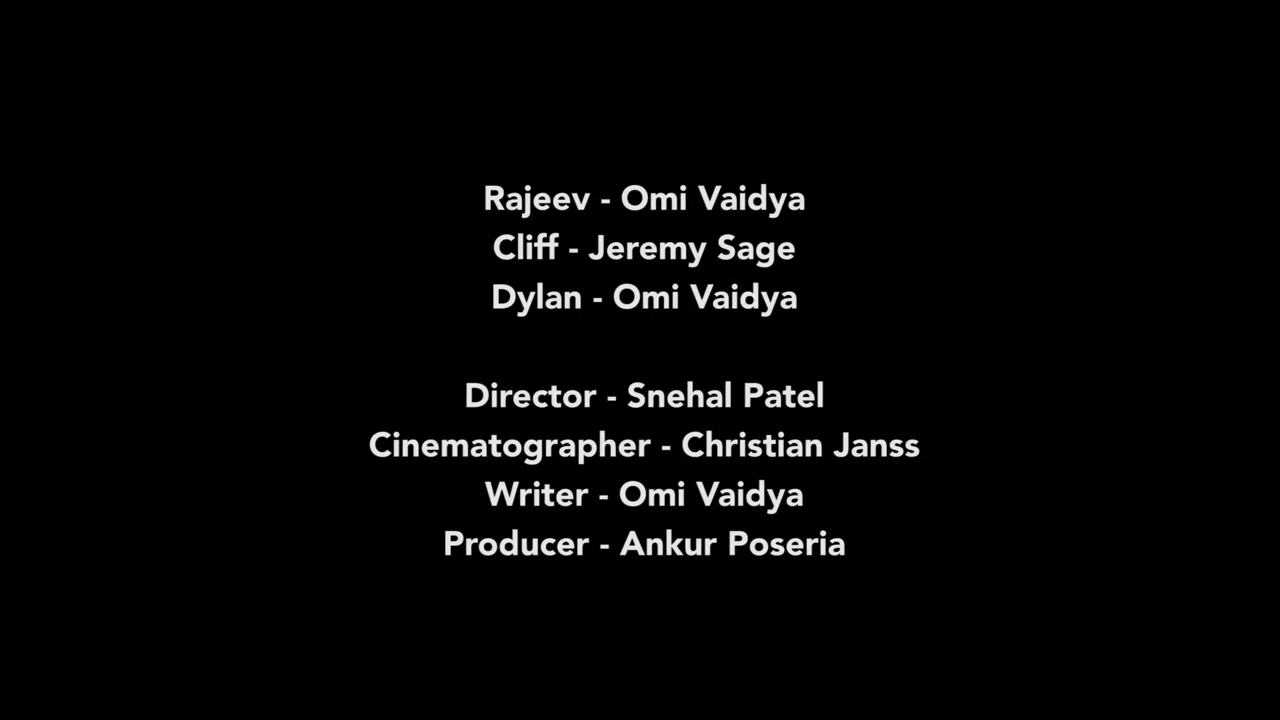 Rajeev - Omi Vaidya
Cliff - Jeremy Sage
Dylan - Omi Vaidya
Director - Snehal Patel
Cinematographer - Christian Janss
Writer - Omi Vaidya
Producer - Ankur Poseria